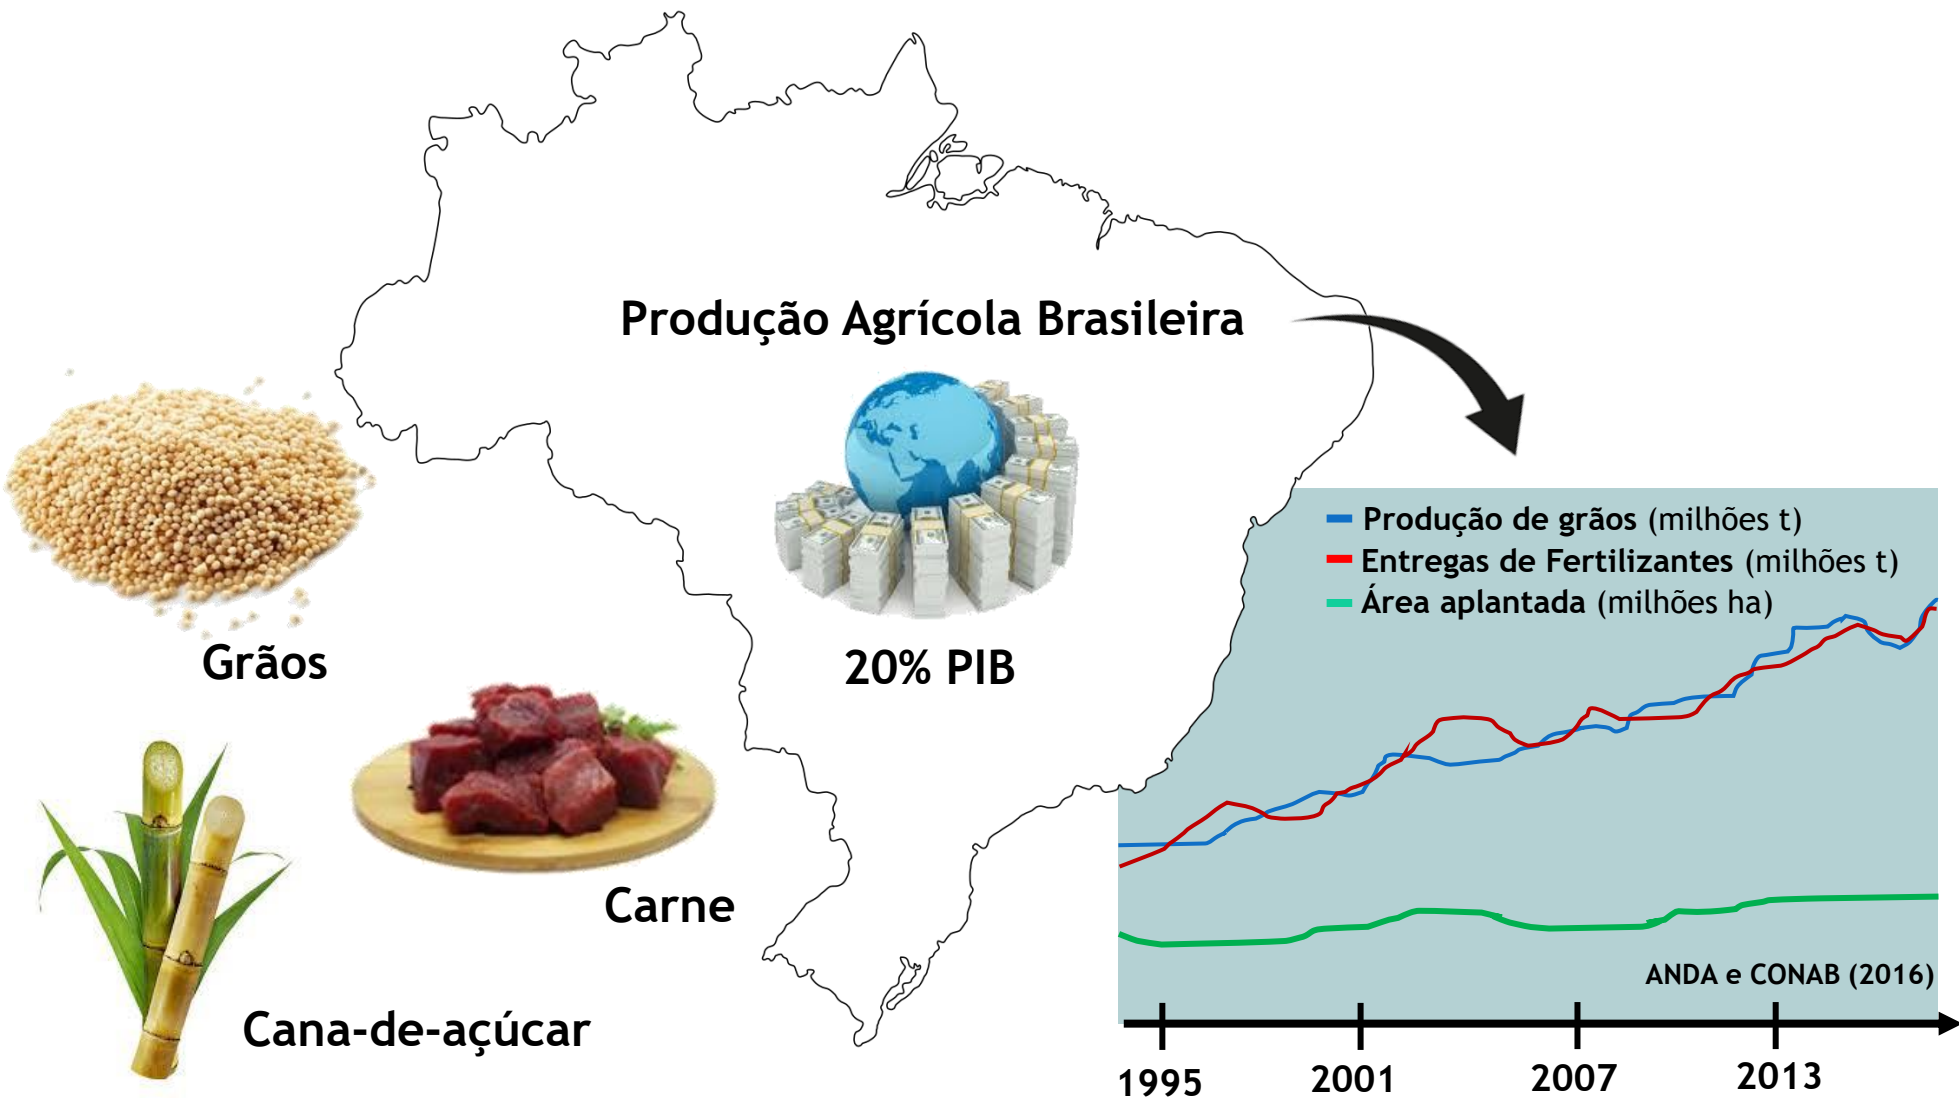 Produção Agrícola Brasileira
Grãos
20% PIB
Carne
Cana-de-açúcar
Produção de grãos (milhões t)
Entregas de Fertilizantes (milhões t)
Área aplantada (milhões ha)
ANDA e CONAB (2016)
1995 2001 2007 2013